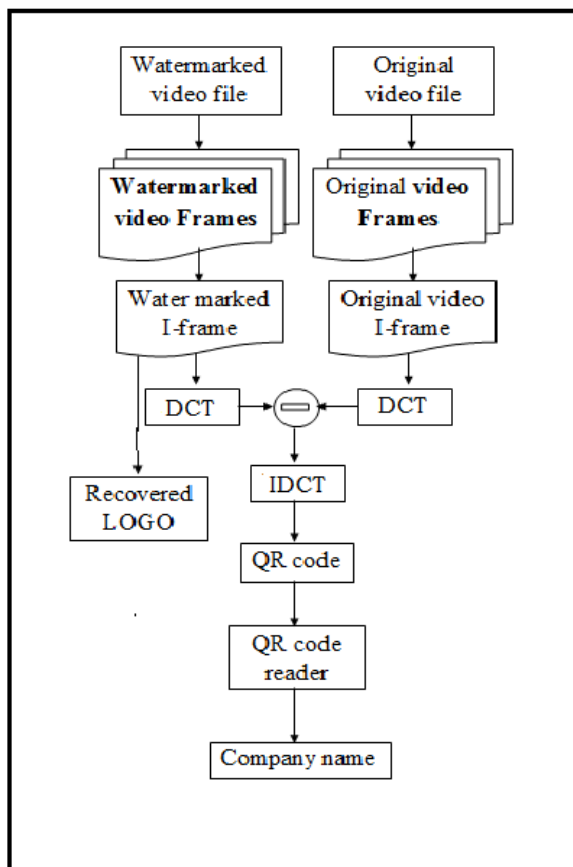 Watermarked
video file
Original
video file
Watermarked
video Frames
Original video
Frames
Water marked
I-frame
Original video
I-frame
DCT
DCT
Recovered
LOGO
IDCT
QR code
QR code
reader
Company name